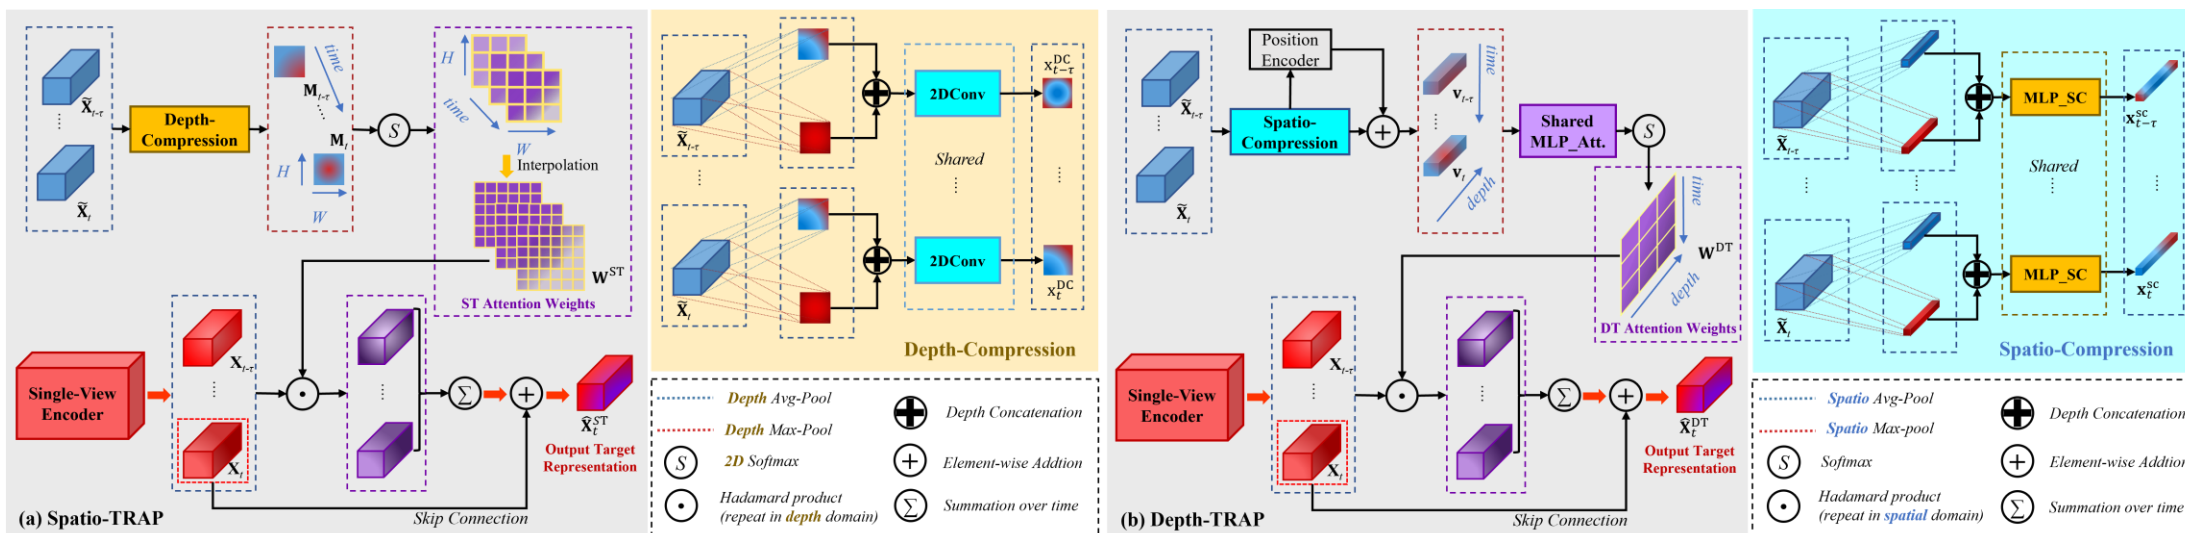 X̃ₜ₋τ
X̃ₜ
Depth-
Compression
time
Mₜ₋τ
Mₜ
H
W
S
H
time
W
Interpolation
Wˢᵀ
ST Attention Weights
Single-View
Encoder
Xₜ₋τ
Xₜ
Σ
X̂ₜˢᵀ
Output Target
Representation
Skip Connection
(a) Spatio-TRAP
X̃ₜ₋τ
2DConv
xₜ₋τᴰᶜ
Shared
X̃ₜ
2DConv
xₜᴰᶜ
Depth-Compression
Depth Avg-Pool
Depth Max-Pool
S 2D Softmax
Hadamard product
(repeat in depth domain)
Depth Concatenation
Element-wise Addtion
Σ Summation over time
X̃ₜ₋τ
X̃ₜ
Position
Encoder
Spatio-
Compression
time
vₜ₋τ
vₜ
depth
Shared
MLP_Att.
S
time
Wᴰᵀ
depth
DT Attention Weights
Single-View
Encoder
Xₜ₋τ
Xₜ
Σ
X̂ₜᴰᵀ
Output Target
Representation
Skip Connection
(b) Depth-TRAP
X̃ₜ₋τ
MLP_SC
xₜ₋τˢᶜ
Shared
X̃ₜ
MLP_SC
xₜˢᶜ
Spatio-Compression
Spatio Avg-Pool
Spatio Max-pool
S Softmax
Hadamard product
(repeat in spatial domain)
Depth Concatenation
Element-wise Addtion
Σ Summation over time